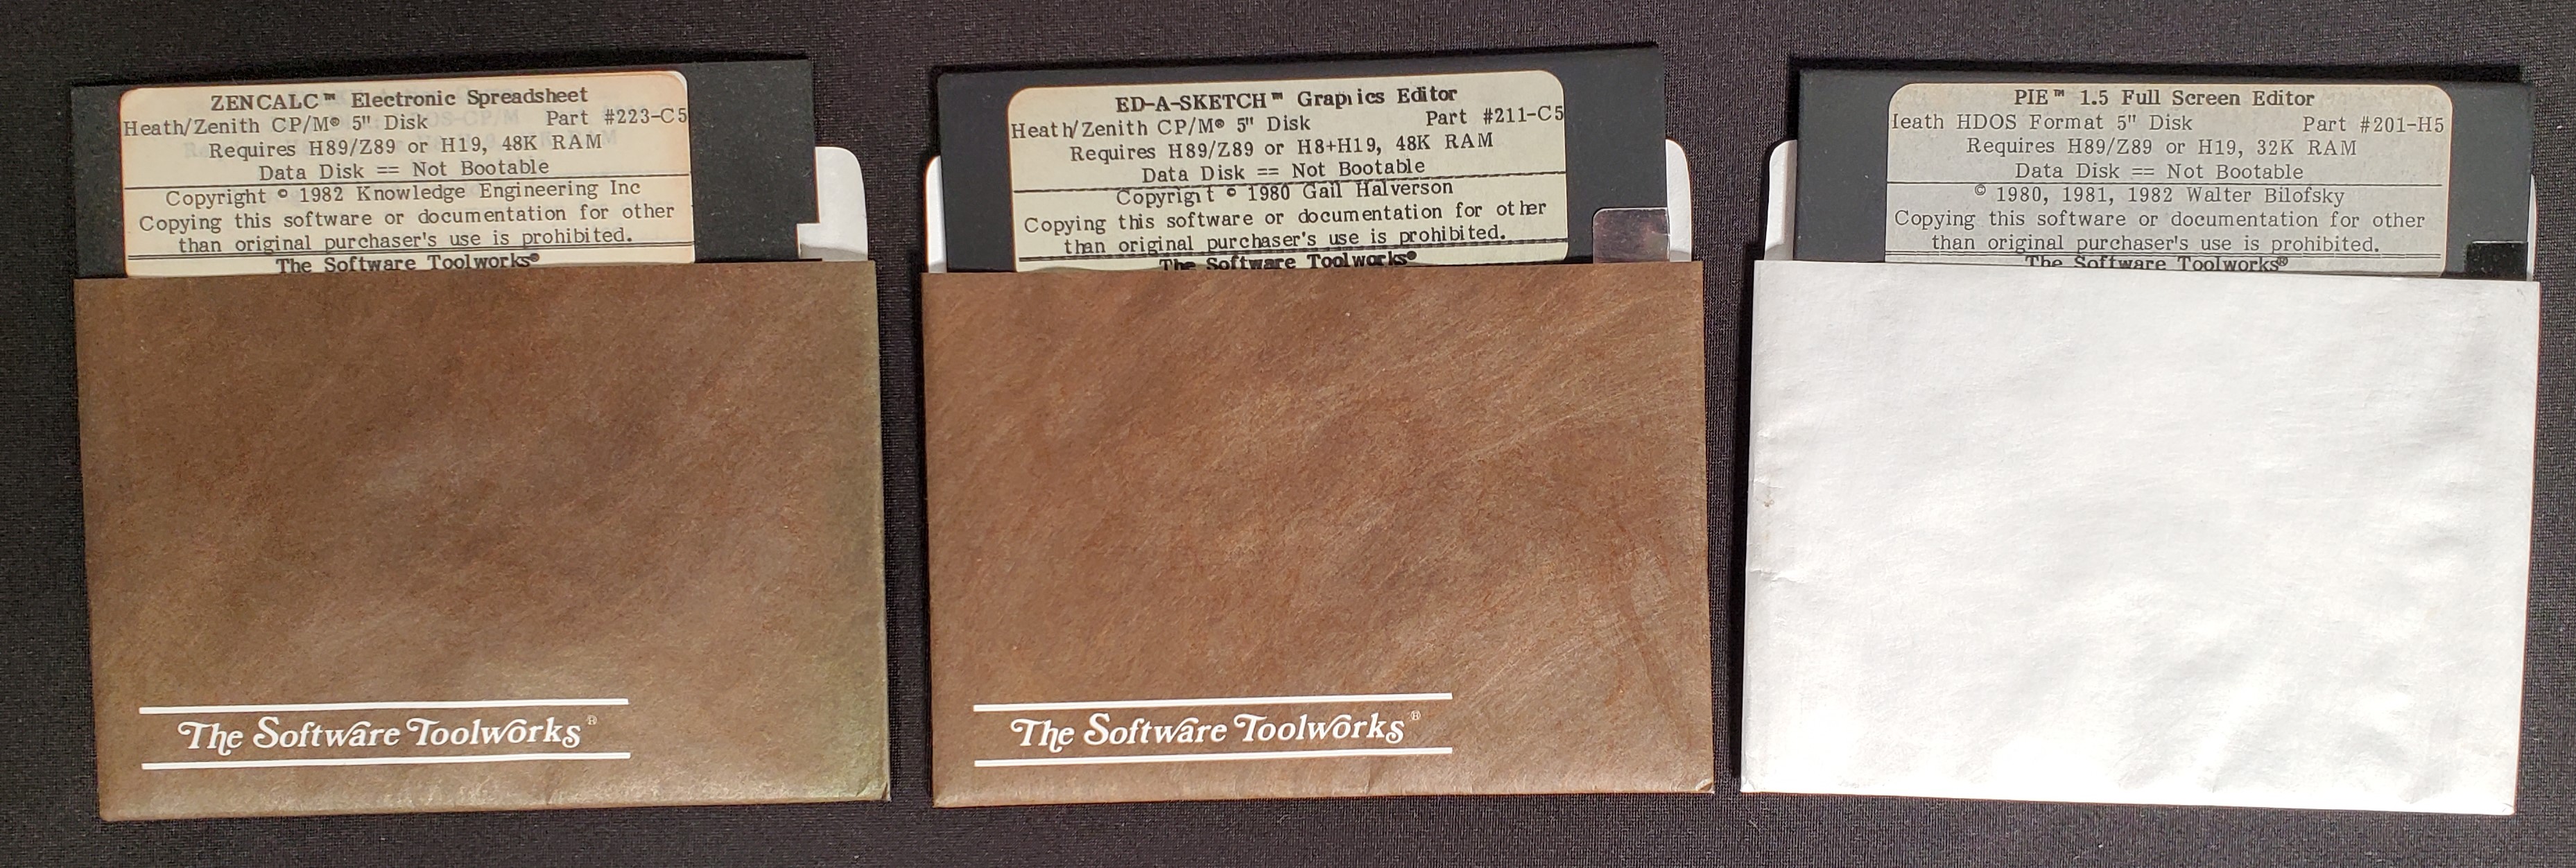 ZENCALC™ Electronic Spreadsheet
Heath/Zenith CP/M® 5" Disk Part #223-C5
Requires H89/Z89 or H19, 48K RAM
Data Disk == Not Bootable
Copyright © 1982 Knowledge Engineering Inc
Copying this software or documentation for other
than original purchaser's use is prohibited.
The Software Toolworks®
The Software Toolworks®
ED-A-SKETCH™ Graphics Editor
Heath/Zenith CP/M® 5" Disk Part #211-C5
Requires H89/Z89 or H8+H19, 48K RAM
Data Disk == Not Bootable
Copyright © 1980 Gail Halverson
Copying this software or documentation for other
than original purchaser's use is prohibited.
The Software Toolworks®
The Software Toolworks®
PIE™ 1.5 Full Screen Editor
Heath HDOS Format 5" Disk Part #201-H5
Requires H89/Z89 or H19, 32K RAM
Data Disk == Not Bootable
© 1980, 1981, 1982 Walter Bilofsky
Copying this software or documentation for other
than original purchaser's use is prohibited.
The Software Toolworks®